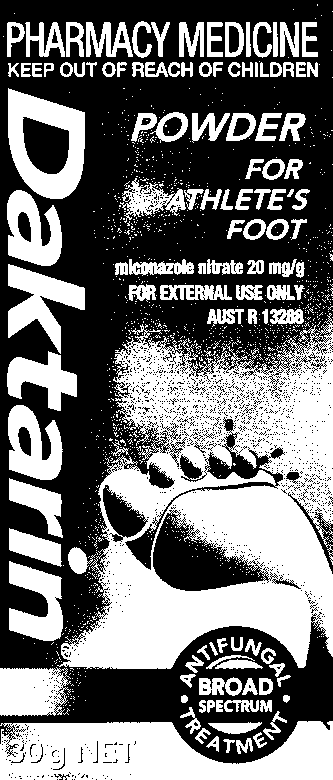 PHARMACY MEDICINE
KEEP OUT OF REACH OF CHILDREN
Daktarin®
POWDER
FOR
ATHLETE'S
FOOT
miconazole nitrate 20 mg/g
FOR EXTERNAL USE ONLY
AUST R 13288
ANTIFUNGAL
BROAD
SPECTRUM
TREATMENT
30 g NET